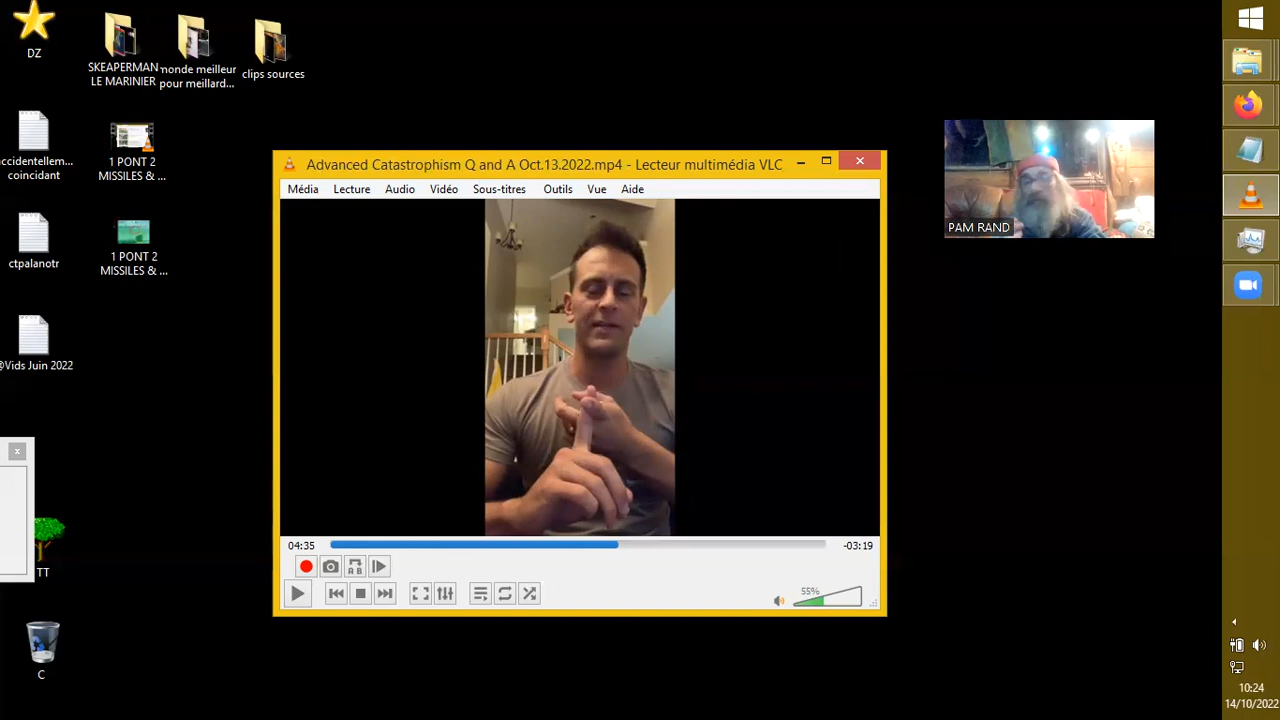 DZ
SKEAPERMAN
LE MARINIER
monde meilleur
pour meillard...
clips sources
accidentellem...
coincidant
1 PONT 2
MISSILES & ...
ctpalanotr
1 PONT 2
MISSILES & ...
@Vids Juin 2022
TT
C
Advanced Catastrophism Q and A Oct.13.2022.mp4 - Lecteur multimédia VLC
Média Lecture Audio Vidéo Sous-titres Outils Vue Aide
04:35
-03:19
A B
55%
PAM RAND
10:24
14/10/2022